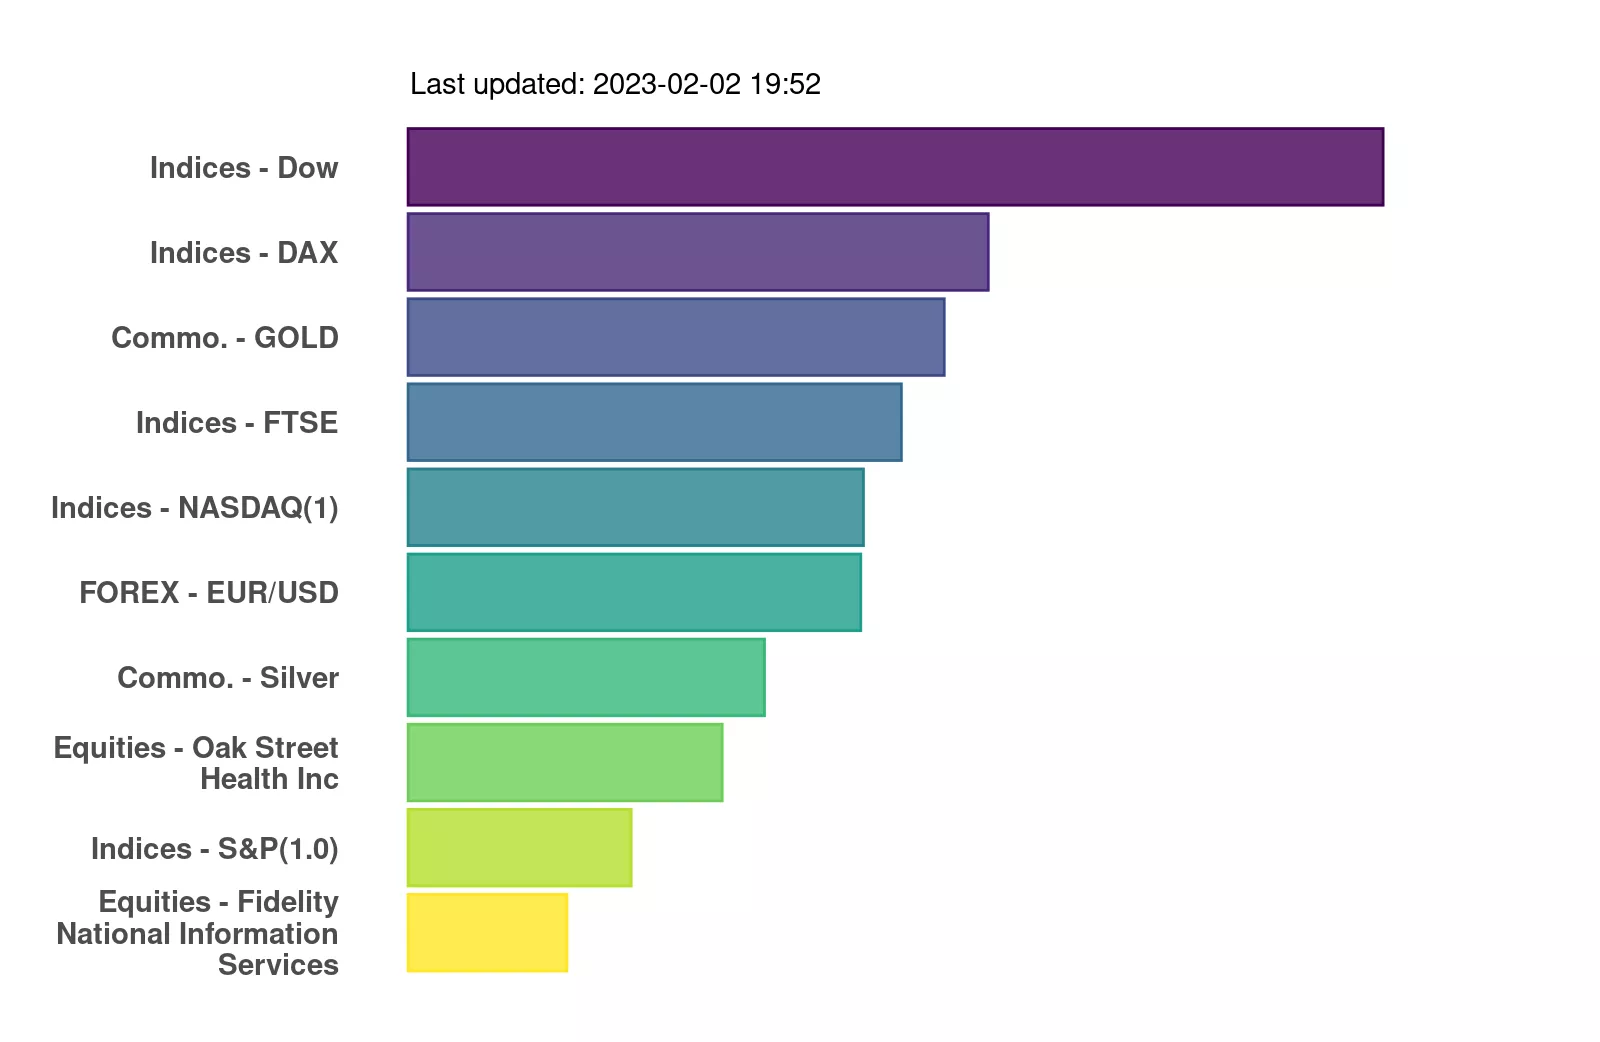 Last updated: 2023-02-02 19:52
Indices - Dow
Indices - DAX
Commo. - GOLD
Indices - FTSE
Indices - NASDAQ(1)
FOREX - EUR/USD
Commo. - Silver
Equities - Oak Street
Health Inc
Indices - S&P(1.0)
Equities - Fidelity
National Information
Services